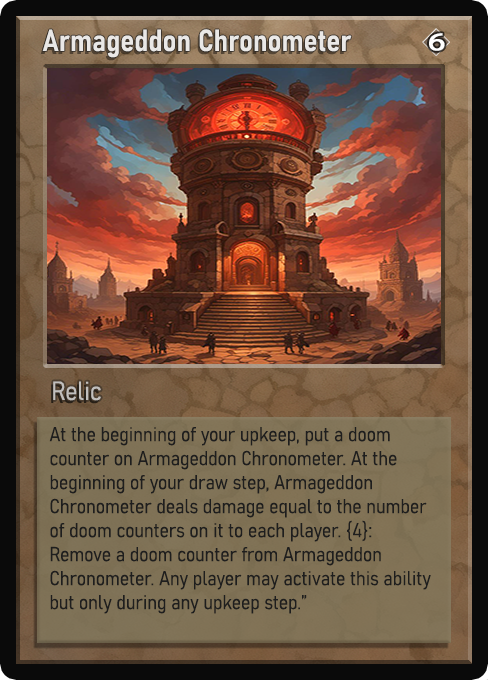 Armageddon Chronometer 6
Relic
At the beginning of your upkeep, put a doom
counter on Armageddon Chronometer. At the
beginning of your draw step, Armageddon
Chronometer deals damage equal to the number
of doom counters on it to each player. {4}:
Remove a doom counter from Armageddon
Chronometer. Any player may activate this ability
but only during any upkeep step.”